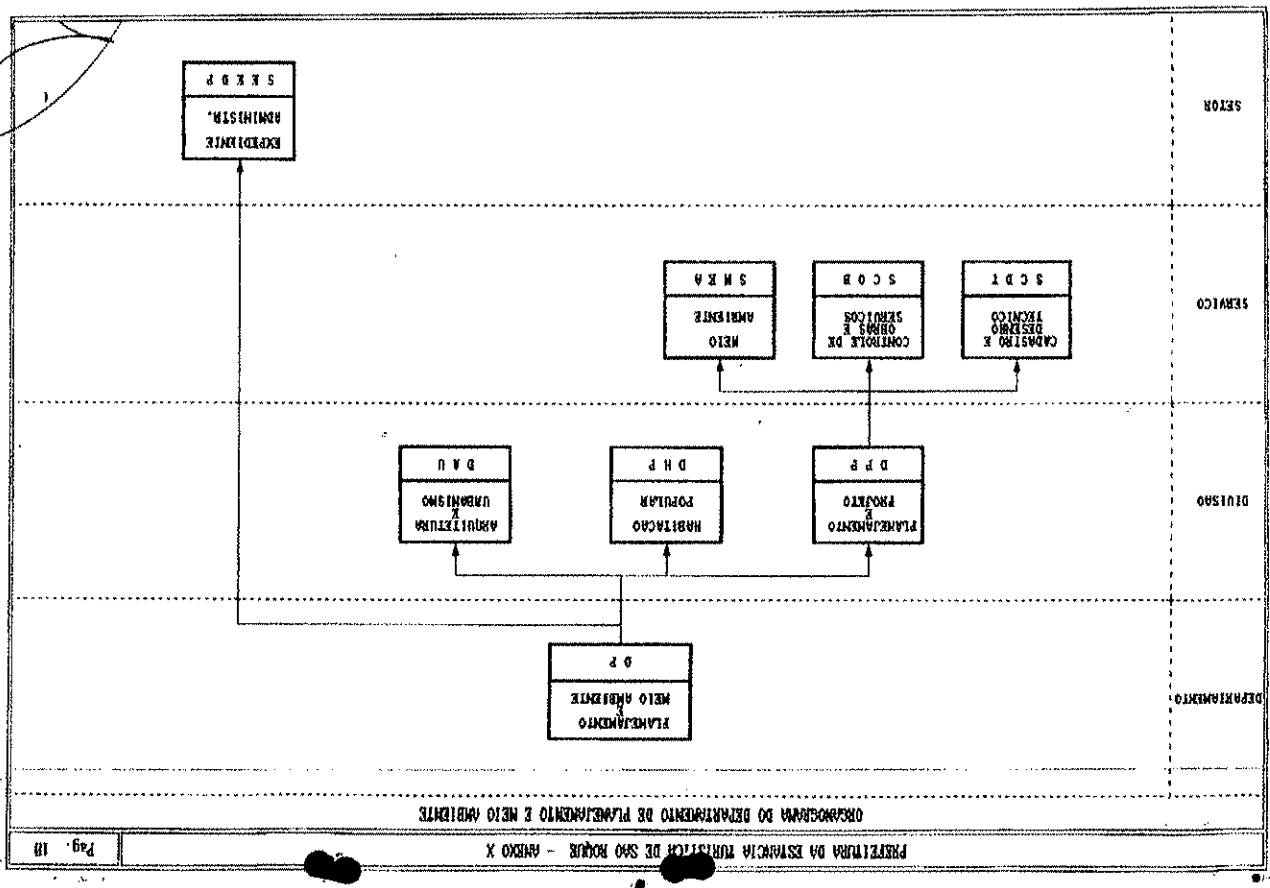 PREFEITURA DA ESTANCIA TURISTICA DE SAO ROQUE - ANEXO X
Pag. 10
ORGANOGRAMA DO DEPARTAMENTO DE PLANEJAMENTO E MEIO AMBIENTE
DEPARTAMENTO
PLANEJAMENTO
E
MEIO AMBIENTE
D P
DIVISAO
PLANEJAMENTO
E
PROJETO
D P P
HABITACAO
POPULAR
D H P
ARQUITETURA
E
URBANISMO
D A U
SERVICO
CADASTRO E
DESENHO
TECNICO
S C D T
CONTROLE DE
OBRAS E
SERVICOS
S C O B
MEIO
AMBIENTE
S M E A
SETOR
EXPEDIENTE
ADMINISTR.
S E E D P